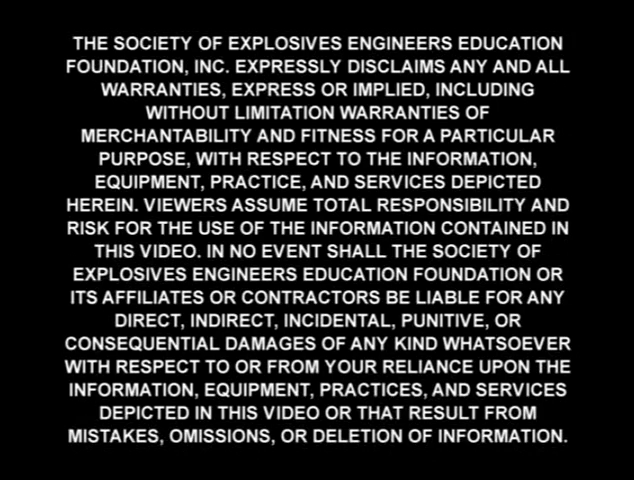 THE SOCIETY OF EXPLOSIVES ENGINEERS EDUCATION
FOUNDATION, INC. EXPRESSLY DISCLAIMS ANY AND ALL
WARRANTIES, EXPRESS OR IMPLIED, INCLUDING
WITHOUT LIMITATION WARRANTIES OF
MERCHANTABILITY AND FITNESS FOR A PARTICULAR
PURPOSE, WITH RESPECT TO THE INFORMATION,
EQUIPMENT, PRACTICE, AND SERVICES DEPICTED
HEREIN. VIEWERS ASSUME TOTAL RESPONSIBILITY AND
RISK FOR THE USE OF THE INFORMATION CONTAINED IN
THIS VIDEO. IN NO EVENT SHALL THE SOCIETY OF
EXPLOSIVES ENGINEERS EDUCATION FOUNDATION OR
ITS AFFILIATES OR CONTRACTORS BE LIABLE FOR ANY
DIRECT, INDIRECT, INCIDENTAL, PUNITIVE, OR
CONSEQUENTIAL DAMAGES OF ANY KIND WHATSOEVER
WITH RESPECT TO OR FROM YOUR RELIANCE UPON THE
INFORMATION, EQUIPMENT, PRACTICES, AND SERVICES
DEPICTED IN THIS VIDEO OR THAT RESULT FROM
MISTAKES, OMISSIONS, OR DELETION OF INFORMATION.